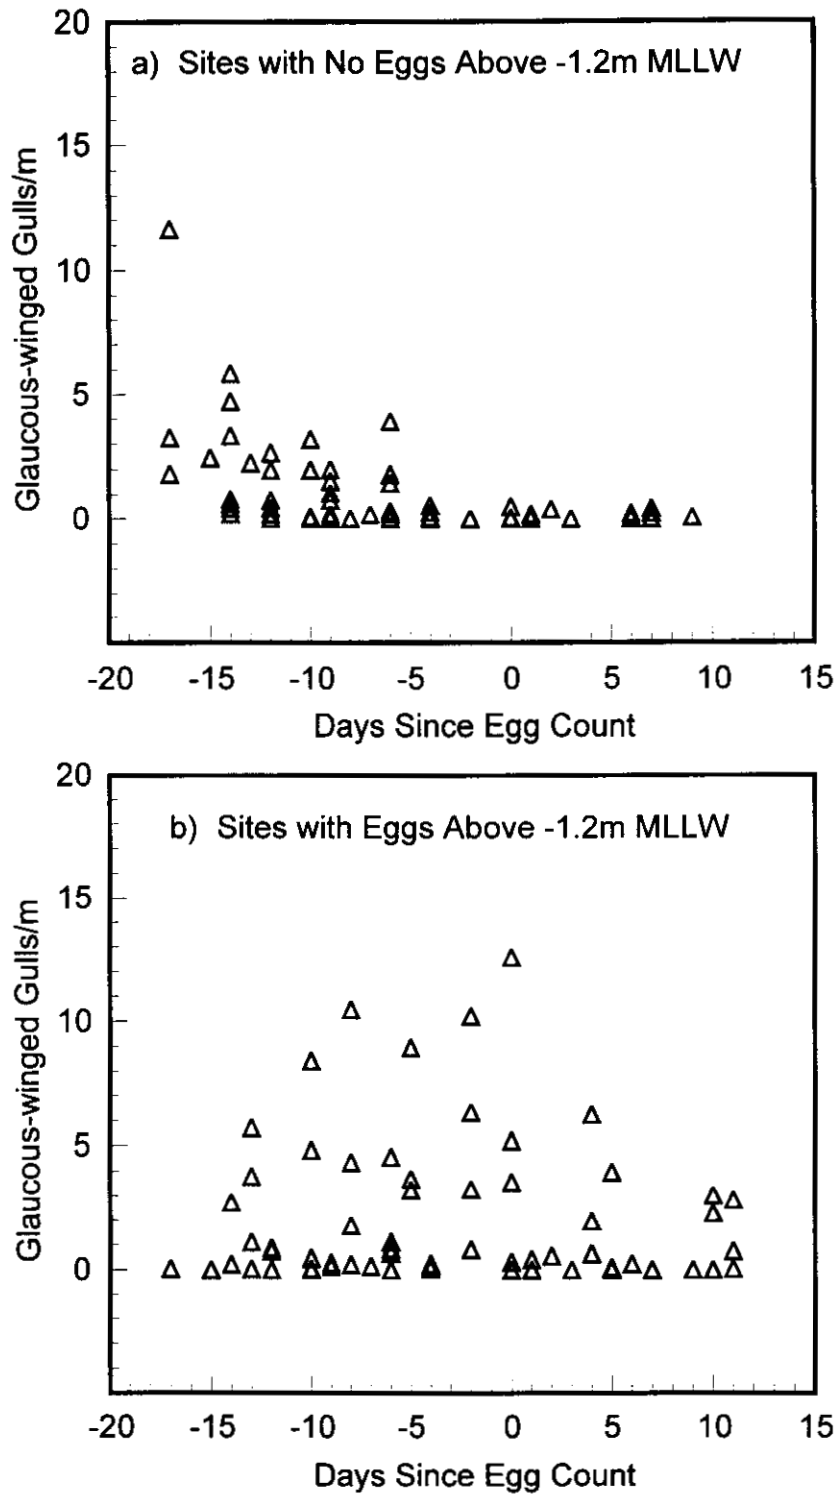 20
a) Sites with No Eggs Above -1.2m MLLW
15
10
5
0
Glaucous-winged Gulls/m
-20 -15 -10 -5 0 5 10 15
Days Since Egg Count
20
b) Sites with Eggs Above -1.2m MLLW
15
10
5
0
Glaucous-winged Gulls/m
-20 -15 -10 -5 0 5 10 15
Days Since Egg Count